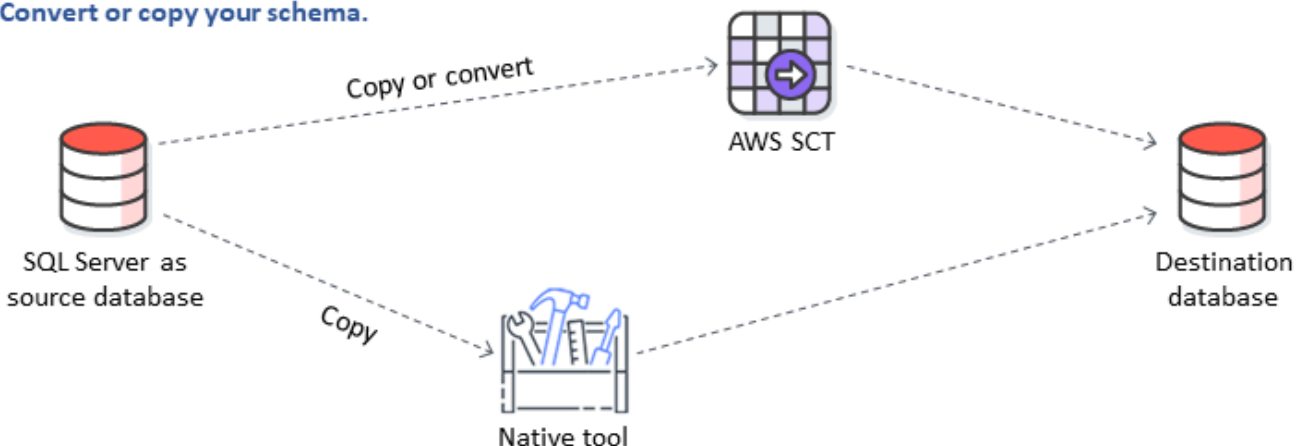 Convert or copy your schema.
Copy or convert
AWS SCT
SQL Server as
source database
Destination
database
Copy
Native tool